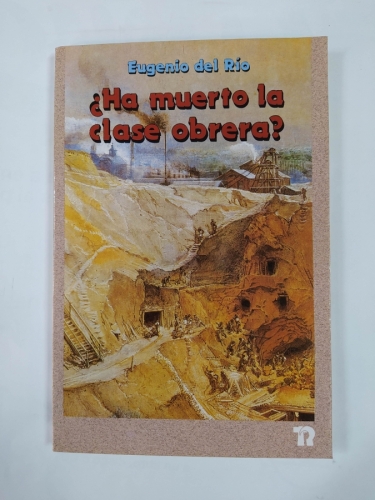 Eugenio del Río
¿Ha muerto la
clase obrera?